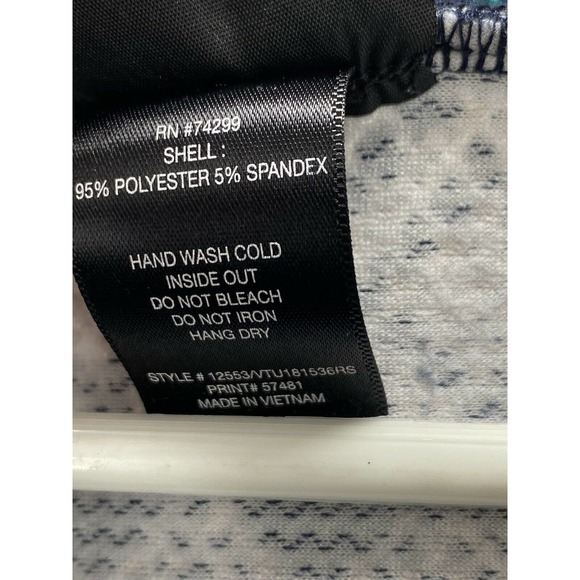 RN #74299
SHELL :
95% POLYESTER 5% SPANDEX
HAND WASH COLD
INSIDE OUT
DO NOT BLEACH
DO NOT IRON
HANG DRY
STYLE # 12553/VTU181536RS
PRINT# 57481
MADE IN VIETNAM